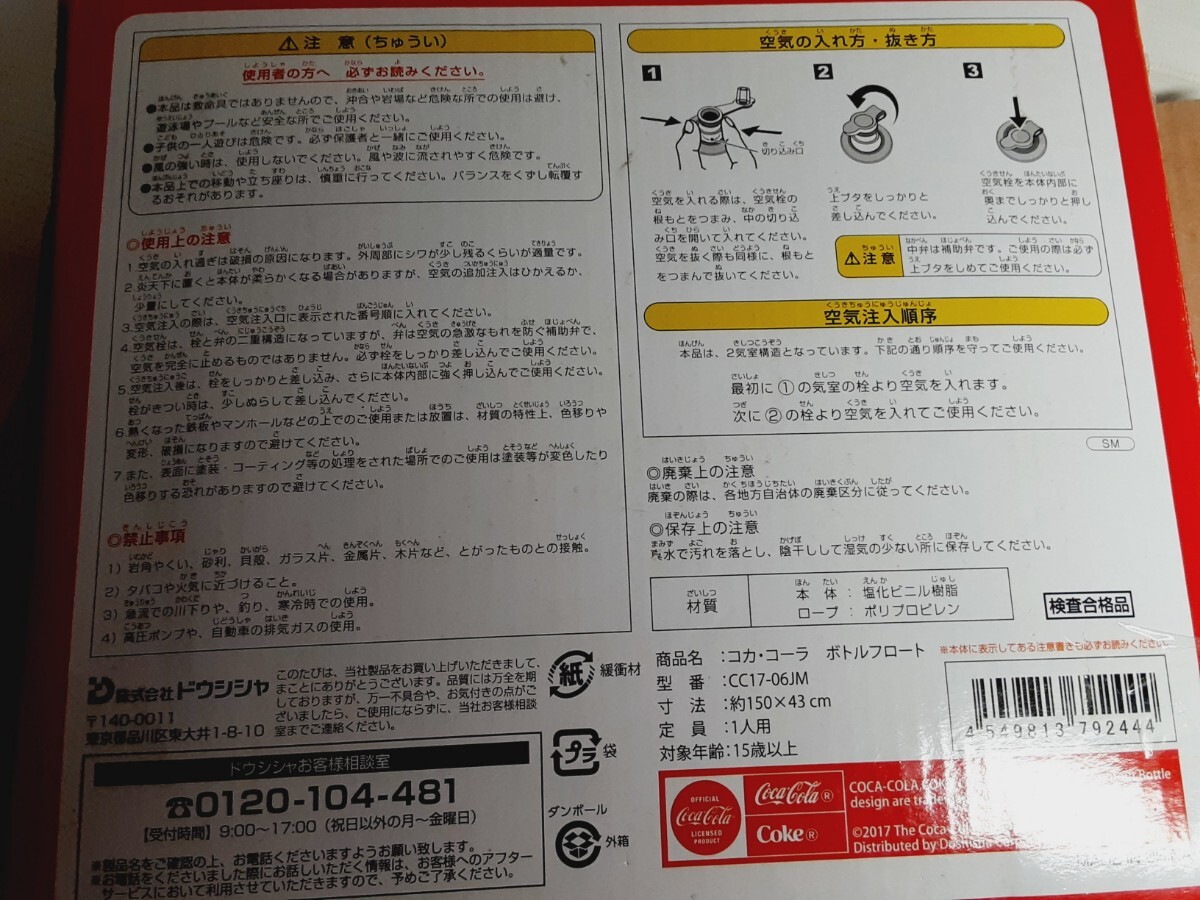 ⚠注 意(ちゅうい)
使用者の方へ 必ずお読みください。
●本品は救命具ではありませんので、沖合や岩場など危険な所での使用は避け、
遊泳場やプールなど安全な所でご使用ください。
●子供の一人遊びは危険です。必ず保護者と一緒にご使用ください。
●風の強い時は、使用しないでください。風や波に流されやすく危険です。
●本品上での移動や立ち座りは、慎重に行ってください。バランスをくずし転覆す
るおそれがあります。
◎使用上の注意
1.空気の入れ過ぎは破損の原因になります。外周部にシワが少し残るくらいが適量です。
2.炎天下に置くと本体が柔らかくなる場合がありますが、空気の追加注入はひかえるか、
少量にしてください。
3.空気注入の際は、空気注入口に表示された番号順に入れてください。
4.空気栓は、栓と弁の二重構造になっていますが、弁は空気の急激なもれを防ぐ補助弁で、
空気を完全に止めるものではありません。必ず栓をしっかり差し込んでご使用ください。
5.空気注入後は、栓をしっかりと差し込み、さらに本体内部に強く押し込んでご使用ください。
栓がきつい時は、少しぬらして差し込んでください。
6.熱くなった鉄板やマンホールなどの上でのご使用または放置は、材質の特性上、色移りや
変形、破損になりますので避けてください。
7.また、表面に塗装・コーティング等の処理をされた場所でのご使用は塗装等が変色したり
色移りする恐れがありますので避けてください。
◎禁止事項
1)岩角やくい、砂利、貝殻、ガラス片、金属片、木片など、とがったものとの接触。
2)タバコや火気に近づけること。
3)急流での川下りや、釣り、寒冷時での使用。
4)高圧ポンプや、自動車の排気ガスの使用。
空気の入れ方・抜き方
1 2 3
切り込み口
空気を入れる際は、空気栓の
根もとをつまみ、中の切り込
み口を開いて入れてください。
空気を抜く際も同様に、根もと
をつまんで抜いてください。
上ブタをしっかりと
差し込んでください。
空気栓を本体内部に
奥までしっかりと押し
込んでください。
⚠注意
中弁は補助弁です。ご使用の際は必ず
上ブタをしめてご使用ください。
空気注入順序
本品は、2気室構造となっています。下記の通り順序を守ってご使用ください。
最初に①の気室の栓より空気を入れます。
次に②の栓より空気を入れてご使用ください。
SM
◎廃棄上の注意
廃棄の際は、各地方自治体の廃棄区分に従ってください。
◎保存上の注意
真水で汚れを落とし、陰干しして湿気の少ない所に保存してください。
材質
本 体 : 塩化ビニル樹脂
ロープ : ポリプロピレン
検査合格品
株式会社 ドウシシャ
〒140-0011
東京都品川区東大井1-8-10
このたびは、当社製品をお買い上げいただきまして、
まことにありがとうございます。品質には万全を期
しておりますが、万一不具合や、お気付きの点がご
ざいましたら、ご使用にならずに、当社お客様相談
室までご連絡ください。
ドウシシャお客様相談室
☎0120-104-481
【受付時間】9:00〜17:00(祝日以外の月〜金曜日)
※製品名をご確認の上、お電話くださいますようお願い致します。
※お電話をくださいました際にお話しいただく情報は、お客様へのアフター
サービスにおいて利用させていただきますので、予めご了承ください。
紙 緩衝材
プラ 袋
ダンボール
外箱
商品名 :コカ・コーラ ボトルフロート
型 番 :CC17-06JM
寸 法 :約150×43cm
定 員 :1人用
対象年齢:15歳以上
※本体に表示してある注意書きも必ずお読みください。
4 549813 792444
OFFICIAL
Coca-Cola
LICENSED
PRODUCT
Coca-Cola®
Coke®
COCA-COLA, COK
Bottle
design are trade
©2017 The Coca-
Distributed by Doshisha Corp